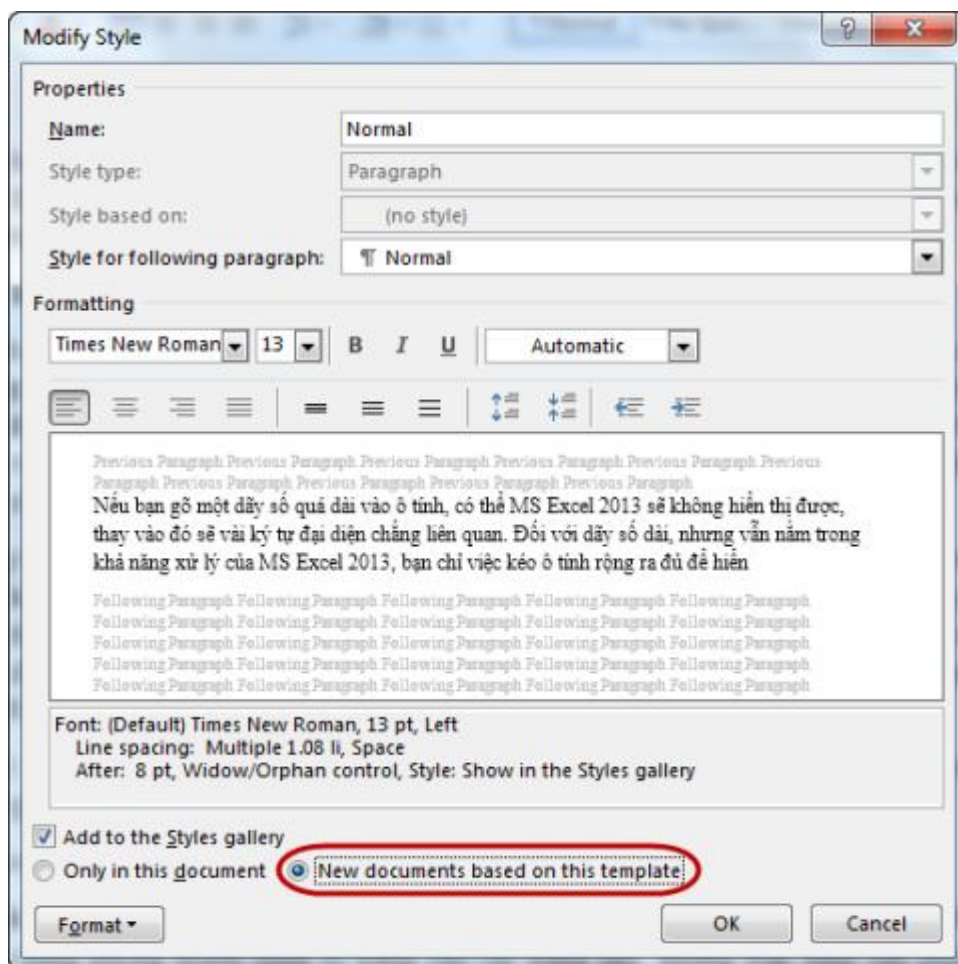 Modify Style
Properties
Name: Normal
Style type: Paragraph
Style based on: (no style)
Style for following paragraph: ¶ Normal
Formatting
Times New Roman 13 B I U Automatic
Previous Paragraph Previous Paragraph Previous Paragraph Previous Paragraph Previous Paragraph Previous
Paragraph Previous Paragraph Previous Paragraph Previous Paragraph Previous Paragraph
Nếu bạn gõ một dãy số quá dài vào ô tính, có thể MS Excel 2013 sẽ không hiển thị được,
thay vào đó sẽ vài ký tự đại diện chẳng liên quan. Đối với dãy số dài, nhưng vẫn nằm trong
khả năng xử lý của MS Excel 2013, bạn chỉ việc kéo ô tính rộng ra đủ để hiển
Following Paragraph Following Paragraph Following Paragraph Following Paragraph Following Paragraph
Following Paragraph Following Paragraph Following Paragraph Following Paragraph Following Paragraph
Following Paragraph Following Paragraph Following Paragraph Following Paragraph Following Paragraph
Following Paragraph Following Paragraph Following Paragraph Following Paragraph Following Paragraph
Following Paragraph Following Paragraph Following Paragraph Following Paragraph Following Paragraph
Font: (Default) Times New Roman, 13 pt, Left
Line spacing: Multiple 1.08 li, Space
After: 8 pt, Widow/Orphan control, Style: Show in the Styles gallery
Add to the Styles gallery
Only in this document New documents based on this template
Format OK Cancel